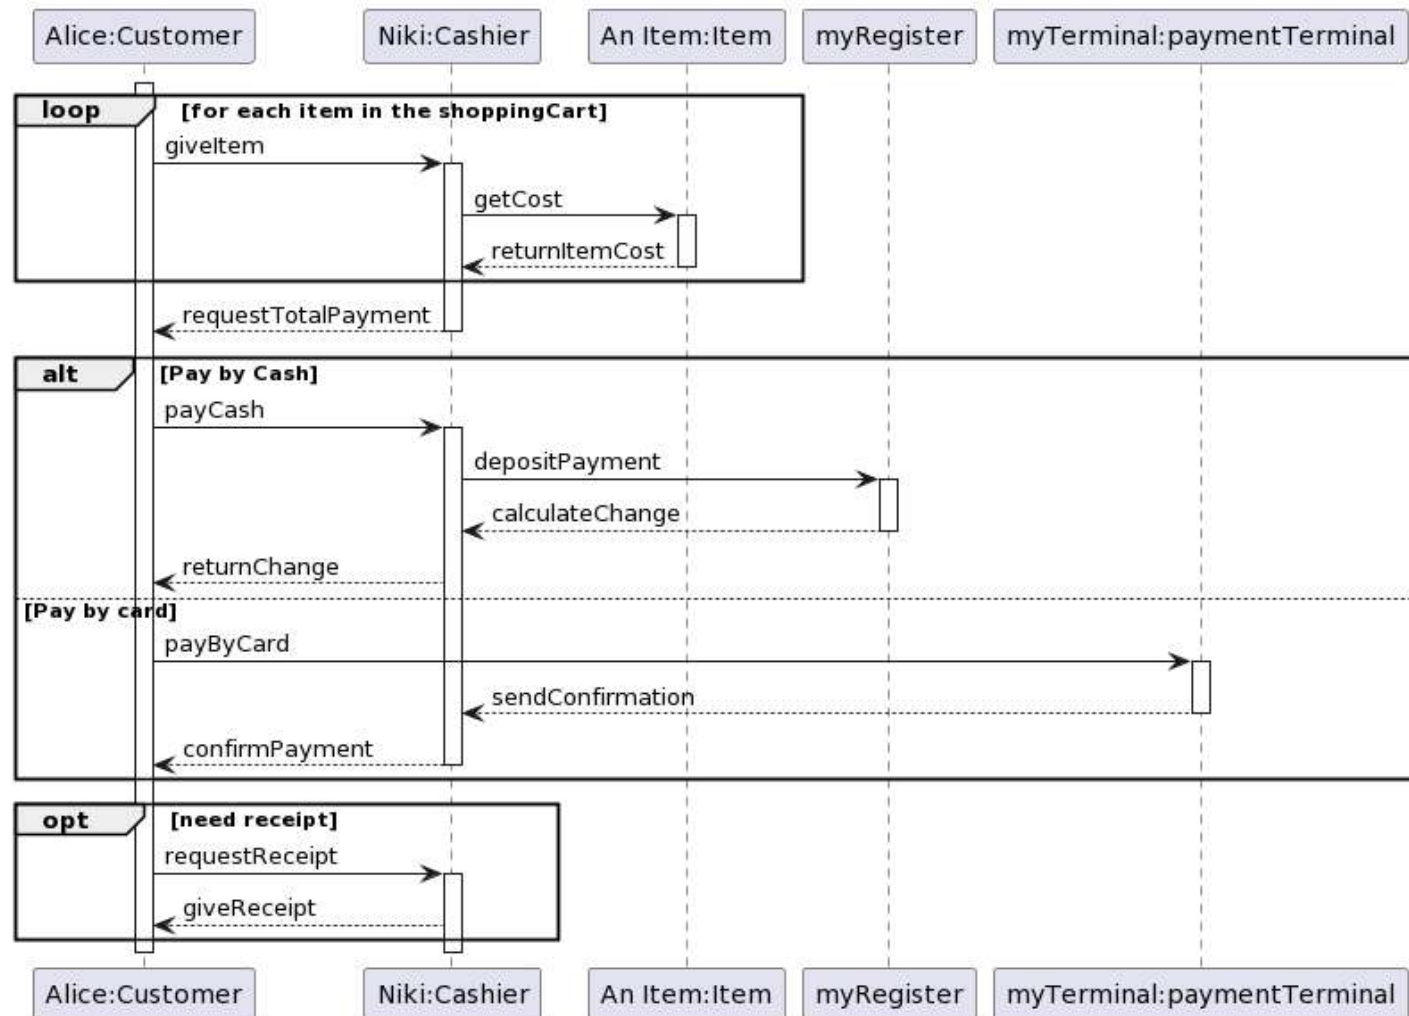 Alice:Customer Niki:Cashier An Item:Item myRegister myTerminal:paymentTerminal
loop [for each item in the shoppingCart]
giveItem
getCost
returnItemCost
requestTotalPayment
alt [Pay by Cash]
payCash
depositPayment
calculateChange
returnChange
[Pay by card]
payByCard
sendConfirmation
confirmPayment
opt [need receipt]
requestReceipt
giveReceipt
Alice:Customer Niki:Cashier An Item:Item myRegister myTerminal:paymentTerminal